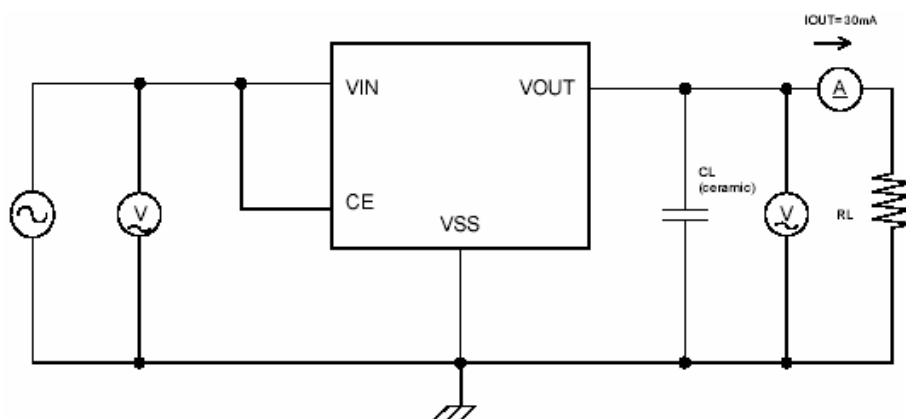 IOUT=30mA
VIN
VOUT
A
CE
VSS
V
CL
(ceramic)
V
RL